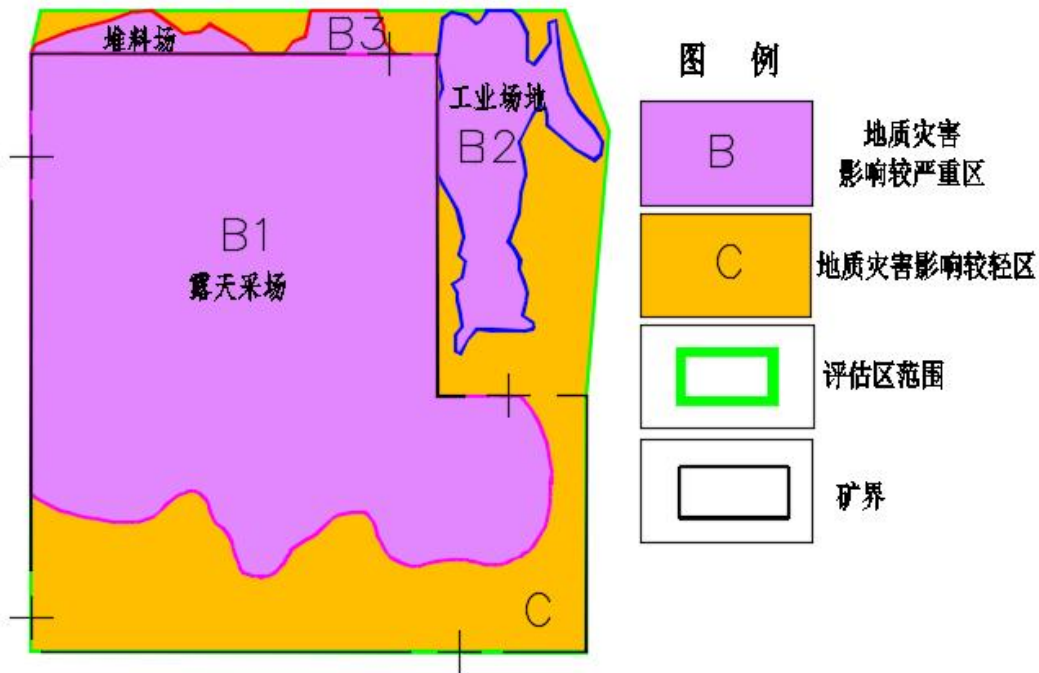 堆料场
B3
工业场地
B2
B1
露天采场
C
图 例
B
地质灾害
影响较严重区
C
地质灾害影响较轻区
评估区范围
矿界